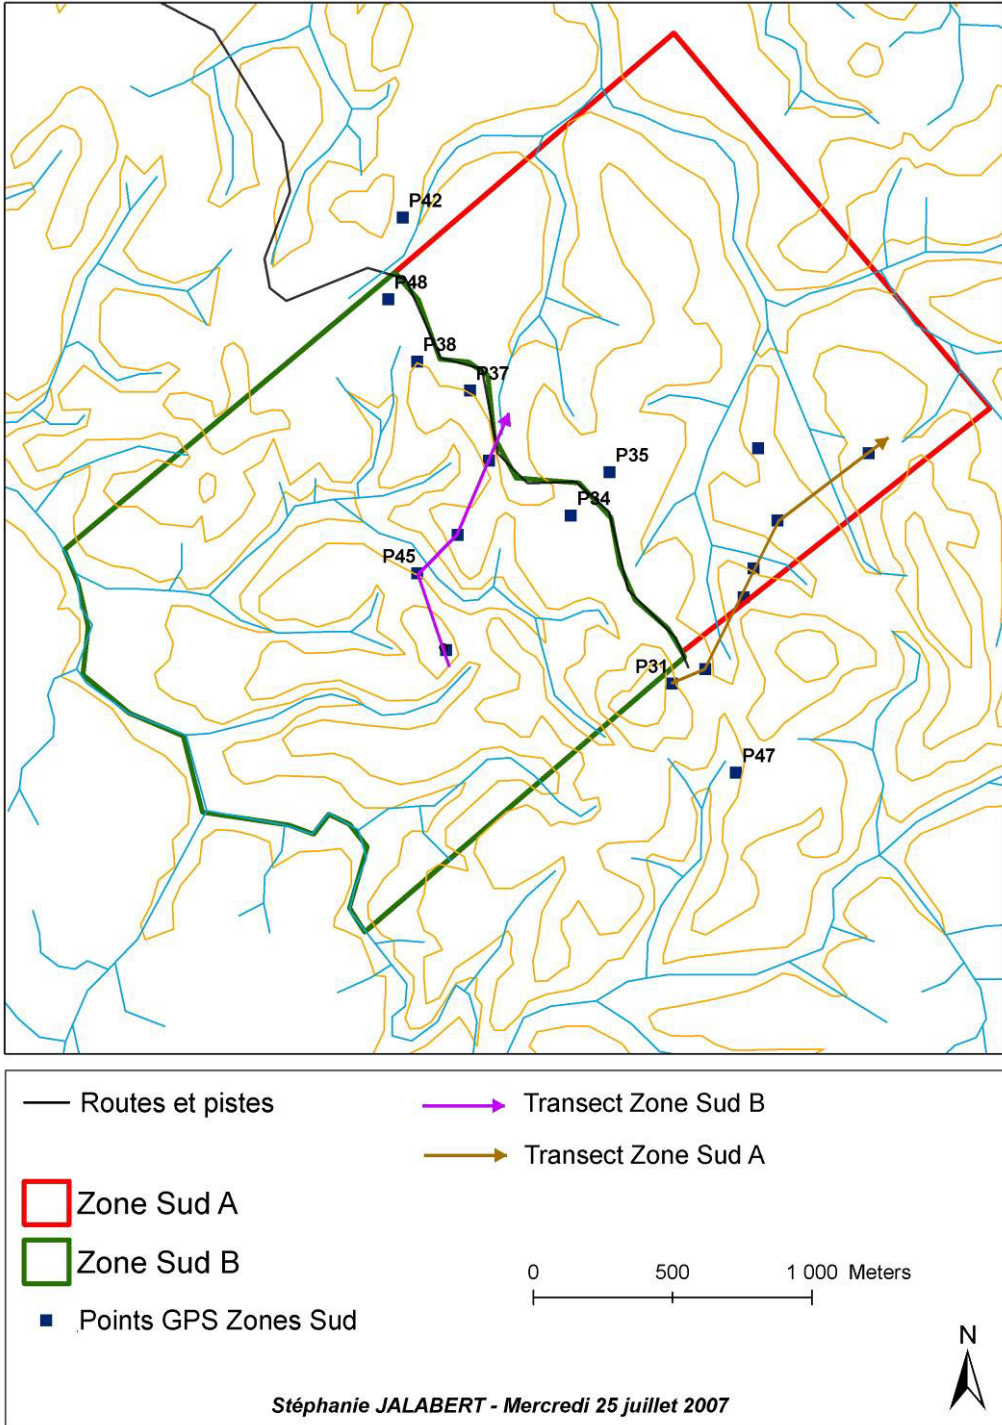 P42
P48
P38
P37
P35
P34
P45
P31
P47
Routes et pistes
Transect Zone Sud B
Transect Zone Sud A
Zone Sud A
Zone Sud B
Points GPS Zones Sud
0 500 1 000 Meters
N
Stéphanie JALABERT - Mercredi 25 juillet 2007